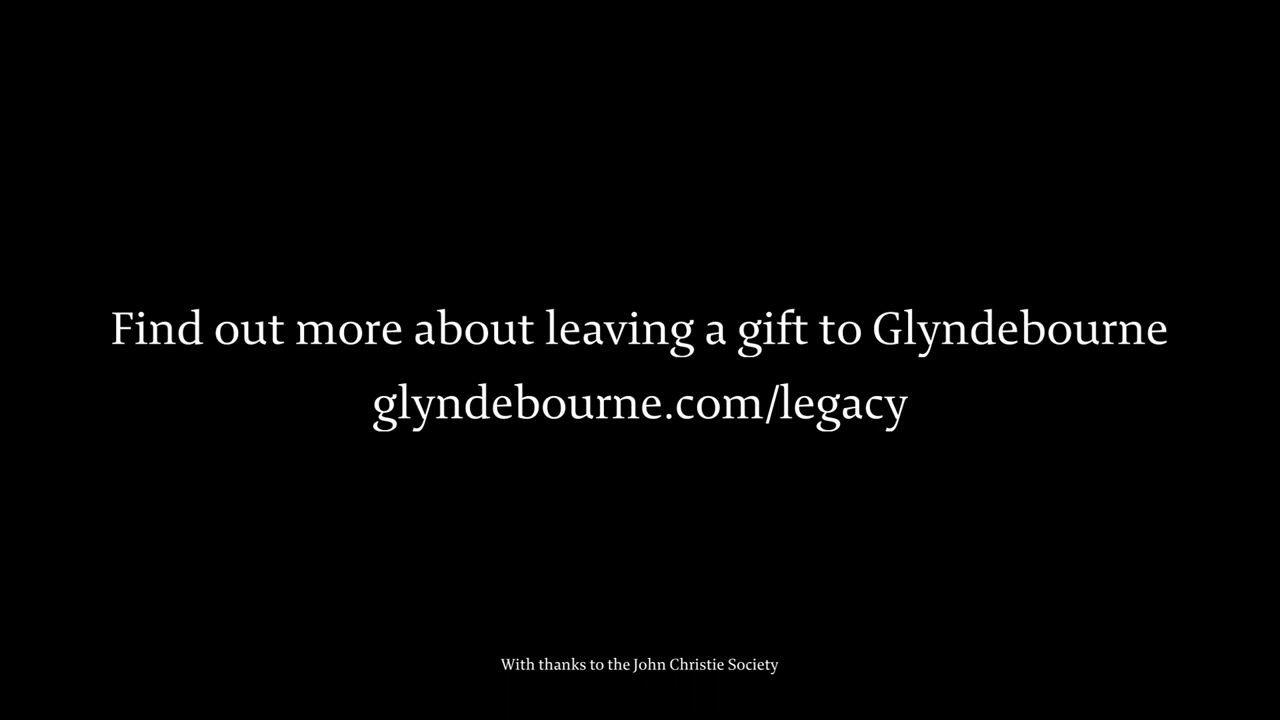 Find out more about leaving a gift to Glyndebourne
glyndebourne.com/legacy
With thanks to the John Christie Society